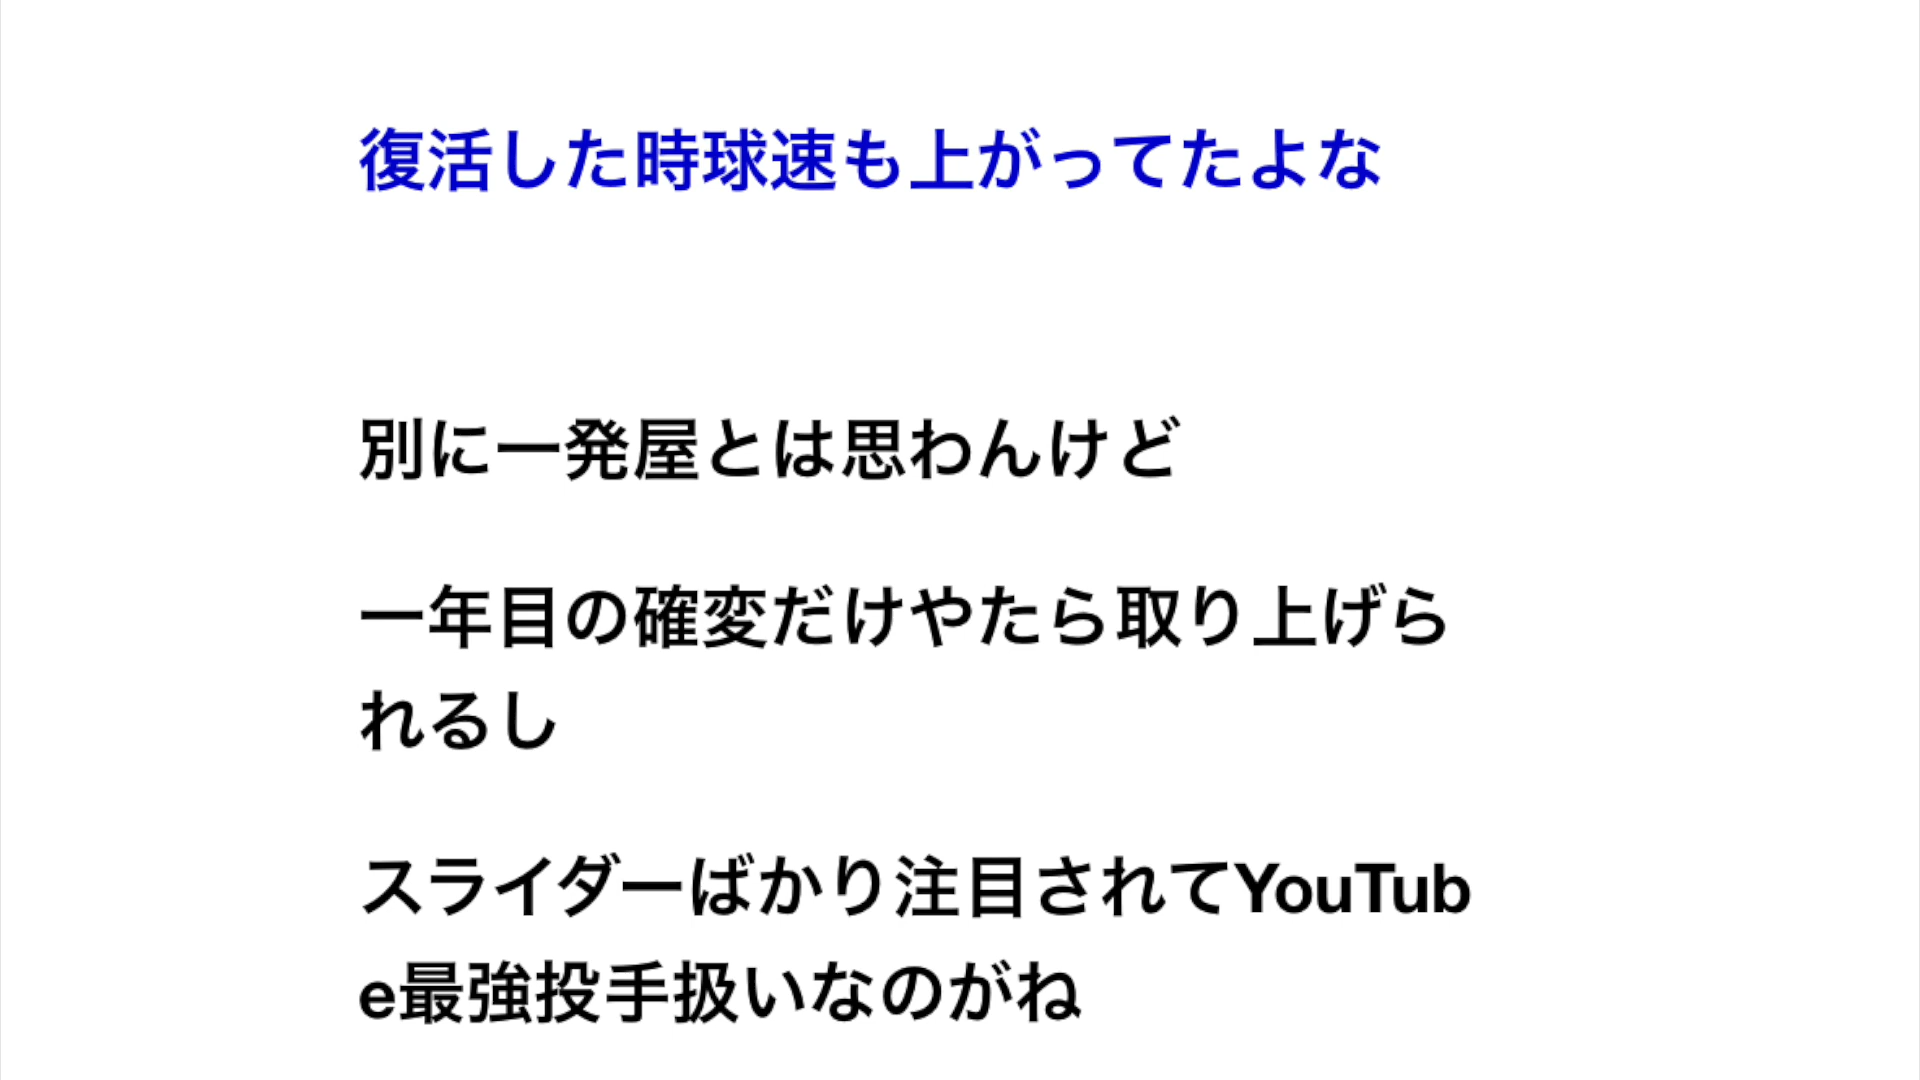 復活した時球速も上がってたよな
別に一発屋とは思わんけど
一年目の確変だけやたら取り上げら
れるし
スライダーばかり注目されてYouTub
e最強投手扱いなのがね